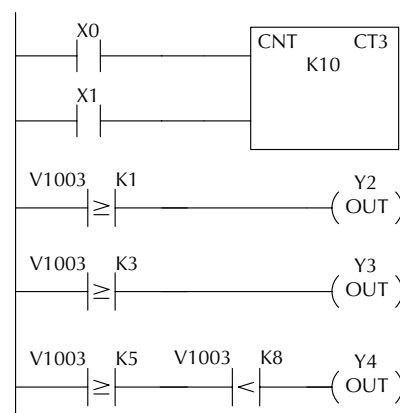 X0
CNT CT3
K10
X1
V1003 K1 Y2
≥ OUT
V1003 K3 Y3
≥ OUT
V1003 K5 V1003 K8 Y4
≥ < OUT